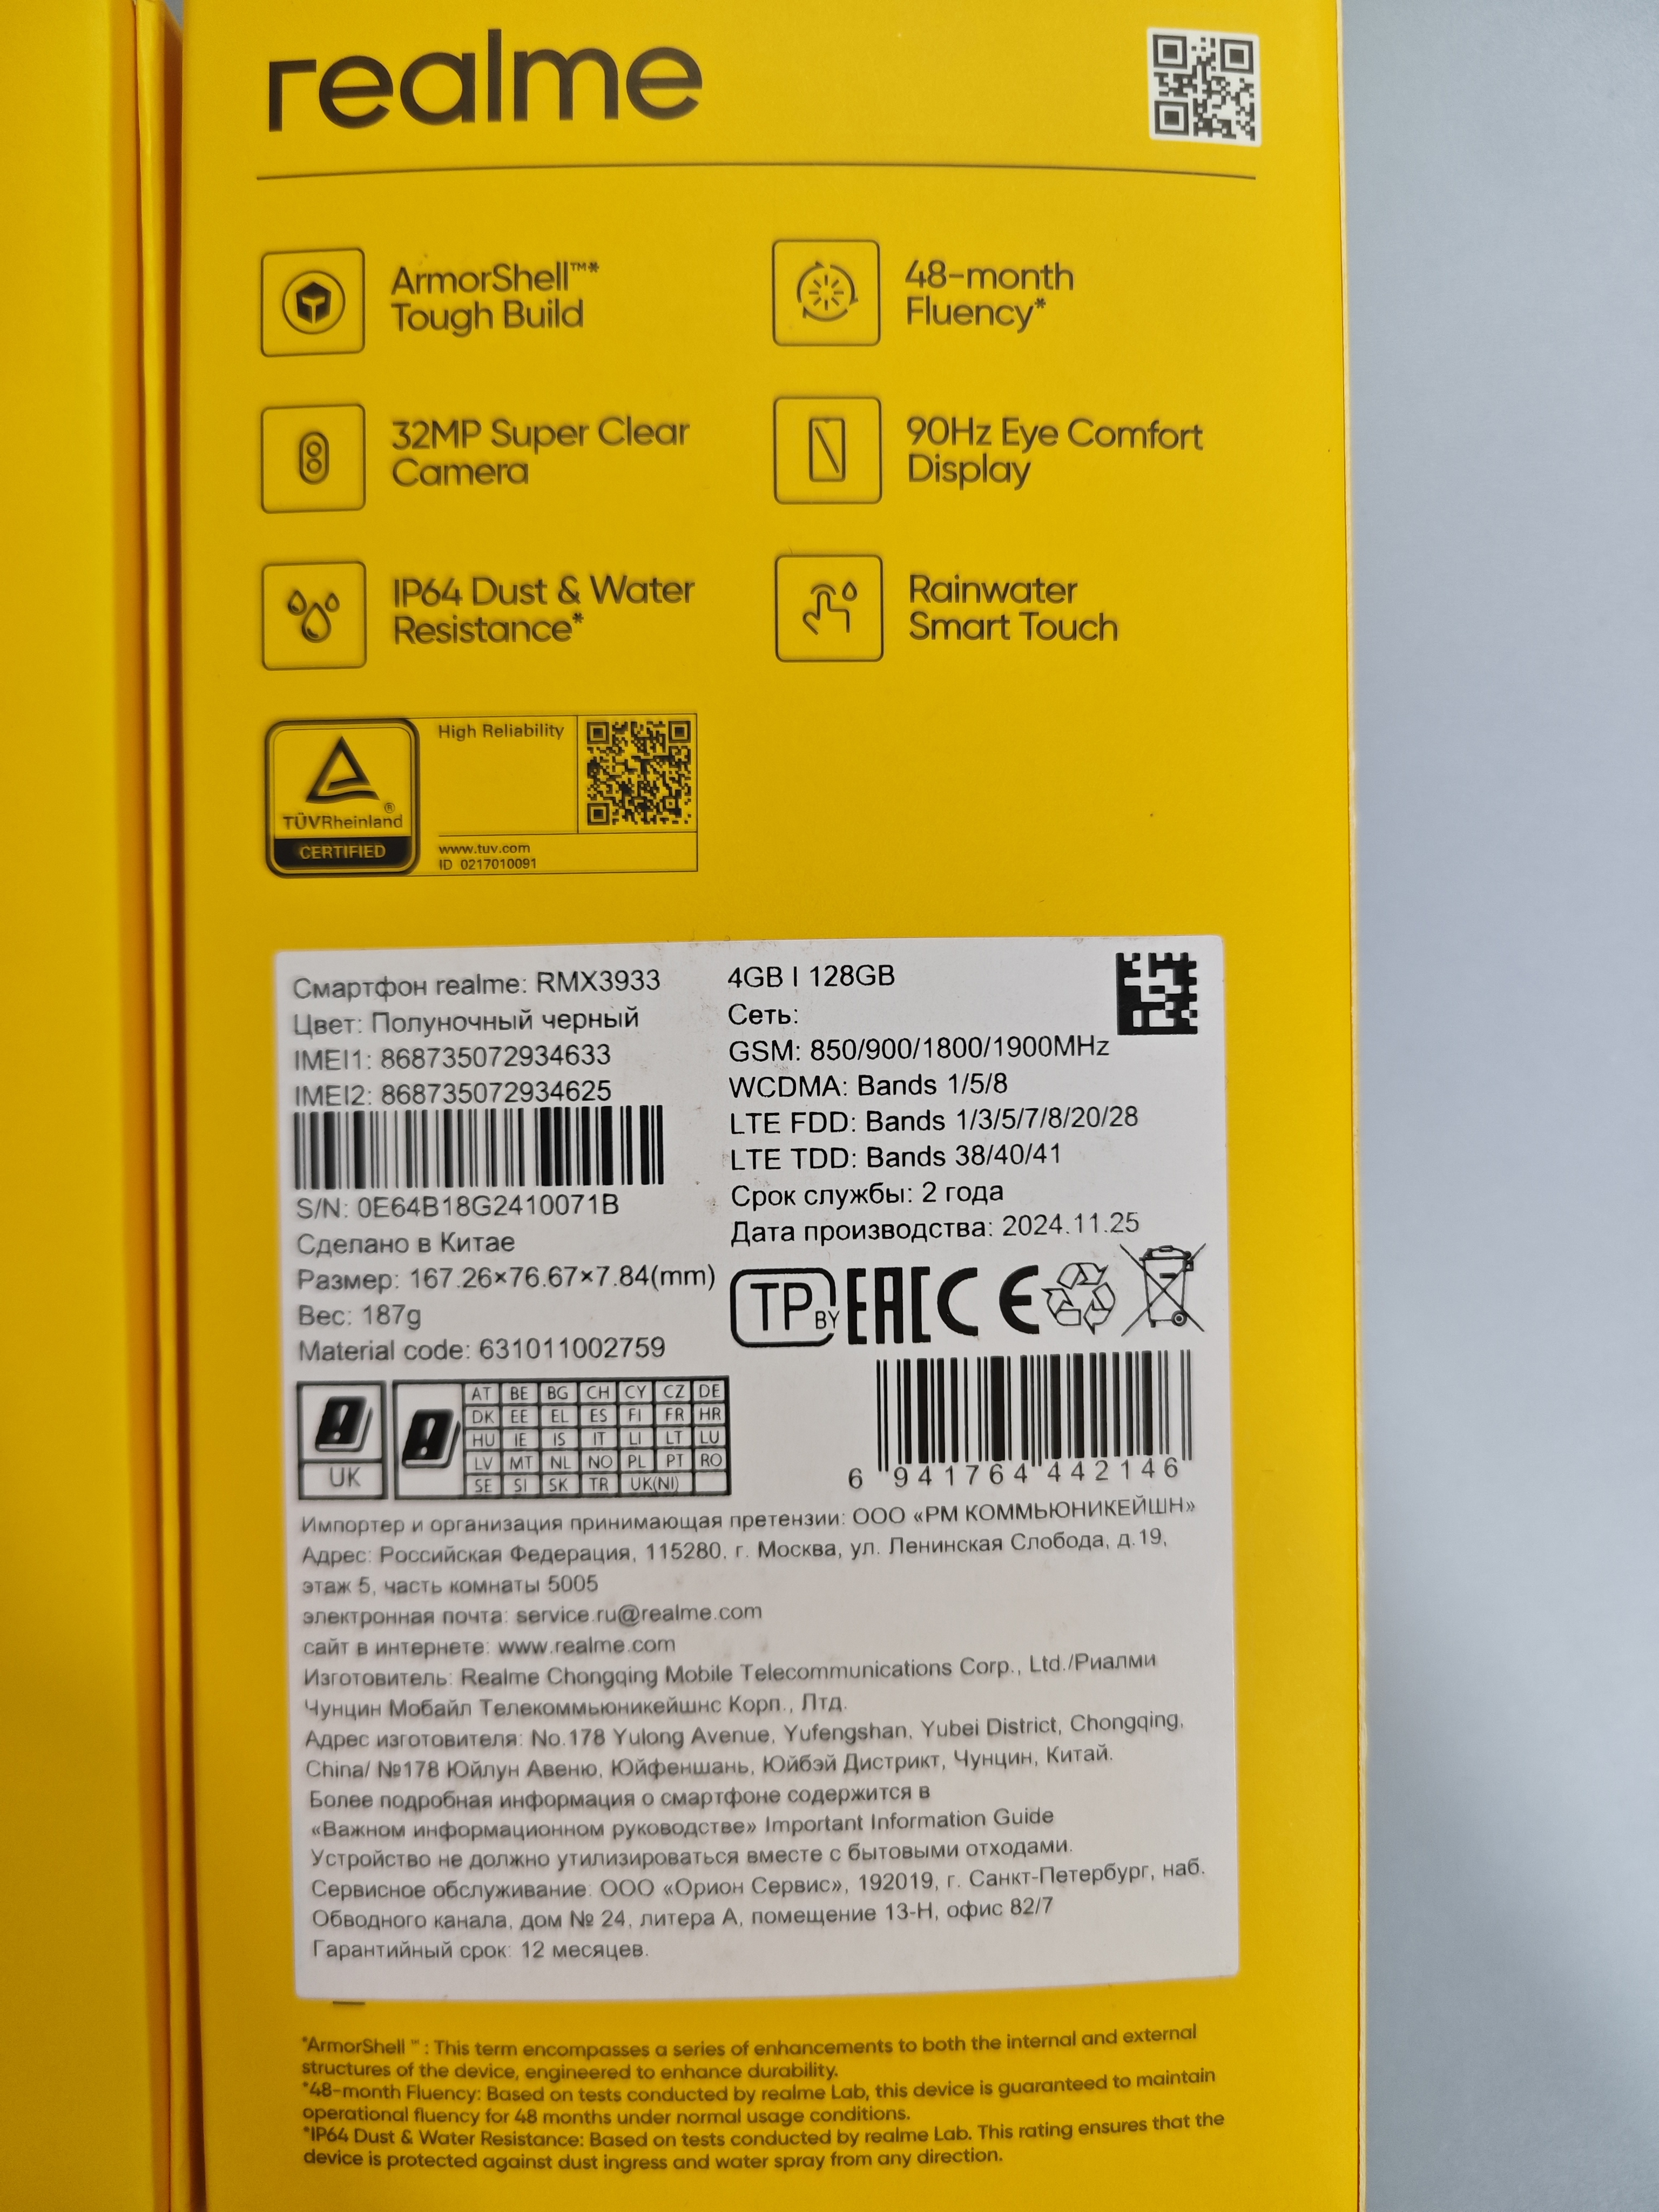 realme
ArmorShell™*
Tough Build
48-month
Fluency*
32MP Super Clear
Camera
90Hz Eye Comfort
Display
IP64 Dust & Water
Resistance*
Rainwater
Smart Touch
High Reliability
TÜVRheinland®
CERTIFIED
www.tuv.com
ID 0217010091
Смартфон realme: RMX3933
Цвет: Полуночный черный
IMEI1: 868735072934633
IMEI2: 868735072934625
S/N: 0E64B18G2410071B
Сделано в Китае
Размер: 167.26×76.67×7.84(mm)
Вес: 187g
Material code: 631011002759
4GB | 128GB
Сеть:
GSM: 850/900/1800/1900MHz
WCDMA: Bands 1/5/8
LTE FDD: Bands 1/3/5/7/8/20/28
LTE TDD: Bands 38/40/41
Срок службы: 2 года
Дата производства: 2024.11.25
TP BY EAC CE
UK
AT BE BG CH CY CZ DE
DK EE EL ES FI FR HR
HU IE IS IT LI LT LU
LV MT NL NO PL PT RO
SE SI SK TR UK(NI)
6 941764 442146
Импортер и организация принимающая претензии: ООО «РМ КОММЬЮНИКЕЙШН»
Адрес: Российская Федерация, 115280, г. Москва, ул. Ленинская Слобода, д.19,
этаж 5, часть комнаты 5005
электронная почта: service.ru@realme.com
сайт в интернете: www.realme.com
Изготовитель: Realme Chongqing Mobile Telecommunications Corp., Ltd./Риалми
Чунцин Мобайл Телекоммьюникейшнс Корп., Лтд.
Адрес изготовителя: No.178 Yulong Avenue, Yufengshan, Yubei District, Chongqing,
China/ №178 Юйлун Авеню, Юйфеншань, Юйбэй Дистрикт, Чунцин, Китай.
Более подробная информация о смартфоне содержится в
«Важном информационном руководстве» Important Information Guide
Устройство не должно утилизироваться вместе с бытовыми отходами.
Сервисное обслуживание: ООО «Орион Сервис», 192019, г. Санкт-Петербург, наб.
Обводного канала, дом № 24, литера А, помещение 13-Н, офис 82/7
Гарантийный срок: 12 месяцев.
*ArmorShell™: This term encompasses a series of enhancements to both the internal and external
structures of the device, engineered to enhance durability.
*48-month Fluency: Based on tests conducted by realme Lab, this device is guaranteed to maintain
operational fluency for 48 months under normal usage conditions.
*IP64 Dust & Water Resistance: Based on tests conducted by realme Lab. This rating ensures that the
device is protected against dust ingress and water spray from any direction.